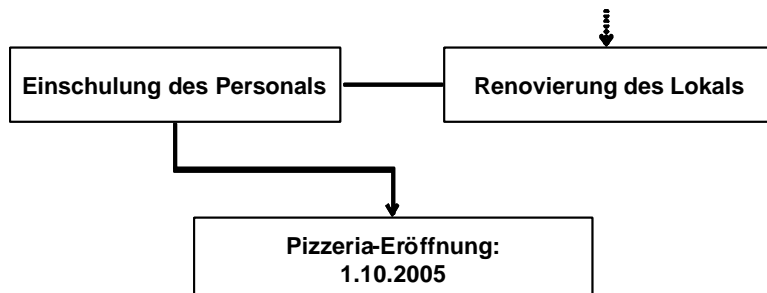 Einschulung des Personals
Renovierung des Lokals
Pizzeria-Eröffnung:
1.10.2005